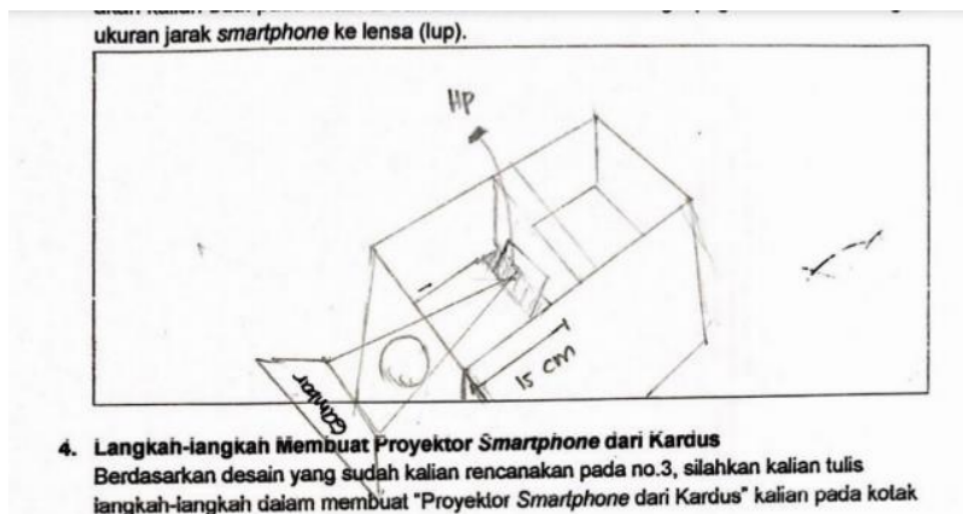 ukuran jarak smartphone ke lensa (lup).
HP
15 cm
Gambar
4. Langkah-langkah Membuat Proyektor Smartphone dari Kardus
Berdasarkan desain yang sudah kalian rencanakan pada no.3, silahkan kalian tulis
langkah-langkah dalam membuat "Proyektor Smartphone dari Kardus" kalian pada kotak